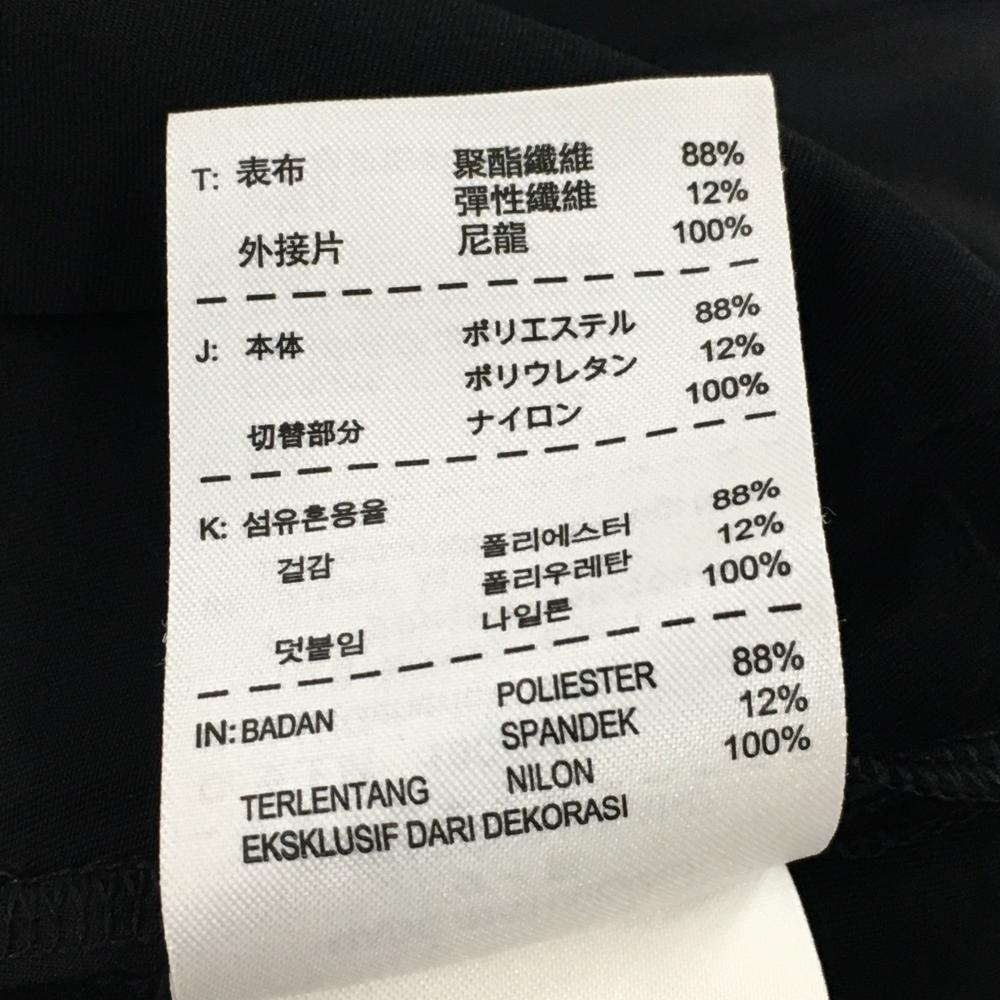 T: 表布 聚酯纖維 88%
彈性纖維 12%
外接片 尼龍 100%
J: 本体 ポリエステル 88%
ポリウレタン 12%
切替部分 ナイロン 100%
K: 섬유혼용율
걸감 폴리에스터 88%
폴리우레탄 12%
덧붙임 나일론 100%
IN: BADAN POLIESTER 88%
SPANDEK 12%
TERLENTANG NILON 100%
EKSKLUSIF DARI DEKORASI